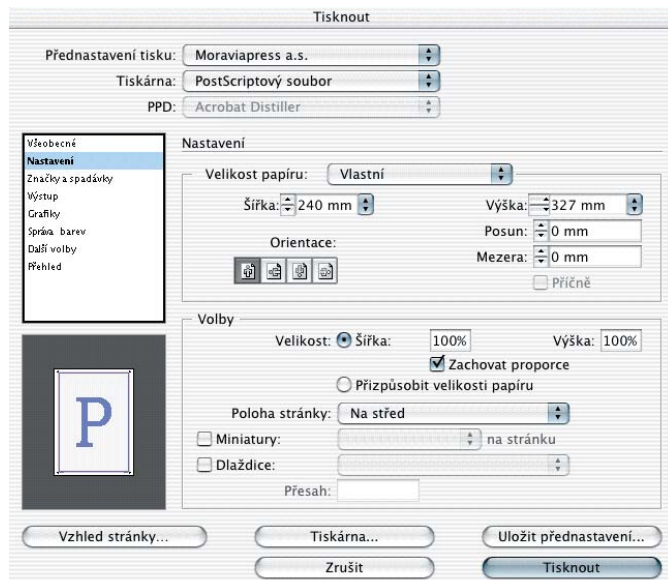 Tisknout
Přednastavení tisku: Moraviapress a.s.
Tiskárna: PostScriptový soubor
PPD: Acrobat Distiller
Všeobecné
Nastavení
Značky a spadávky
Výstup
Grafiky
Správa barev
Další volby
Přehled
Nastavení
Velikost papíru: Vlastní
Šířka: 240 mm
Výška: 327 mm
Posun: 0 mm
Orientace:
Mezera: 0 mm
Příčně
Volby
Velikost: Šířka: 100% Výška: 100%
Zachovat proporce
Přizpůsobit velikosti papíru
Poloha stránky: Na střed
Miniatury: na stránku
Dlaždice:
Přesah:
P
Vzhled stránky... Tiskárna... Uložit přednastavení...
Zrušit Tisknout